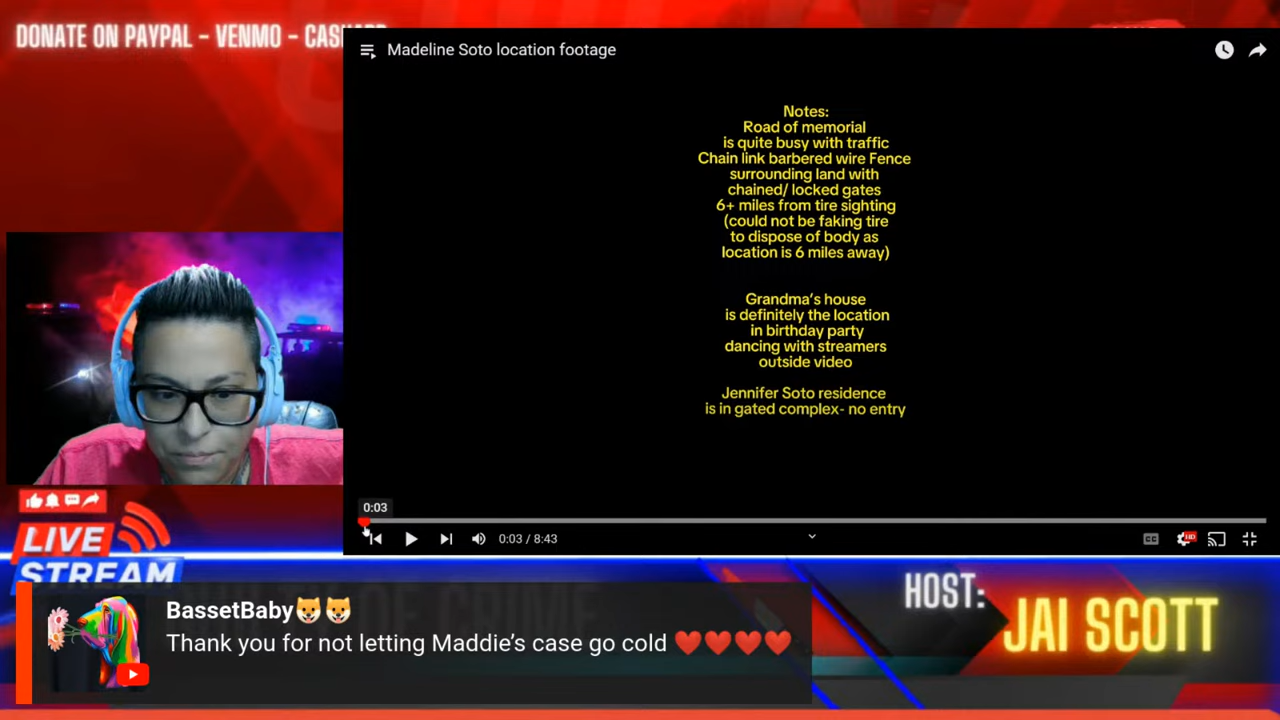 DONATE ON PAYPAL - VENMO - CAS
Madeline Soto location footage
Notes:
Road of memorial
is quite busy with traffic
Chain link barbered wire Fence
surrounding land with
chained/ locked gates
6+ miles from tire sighting
(could not be faking tire
to dispose of body as
location is 6 miles away)
Grandma's house
is definitely the location
in birthday party
dancing with streamers
outside video
Jennifer Soto residence
is in gated complex- no entry
0:03
0:03 / 8:43
CC
HD
LIVE
STREAM
HOST:
JAI SCOTT
BassetBaby🐶🐶
Thank you for not letting Maddie's case go cold ❤️❤️❤️❤️